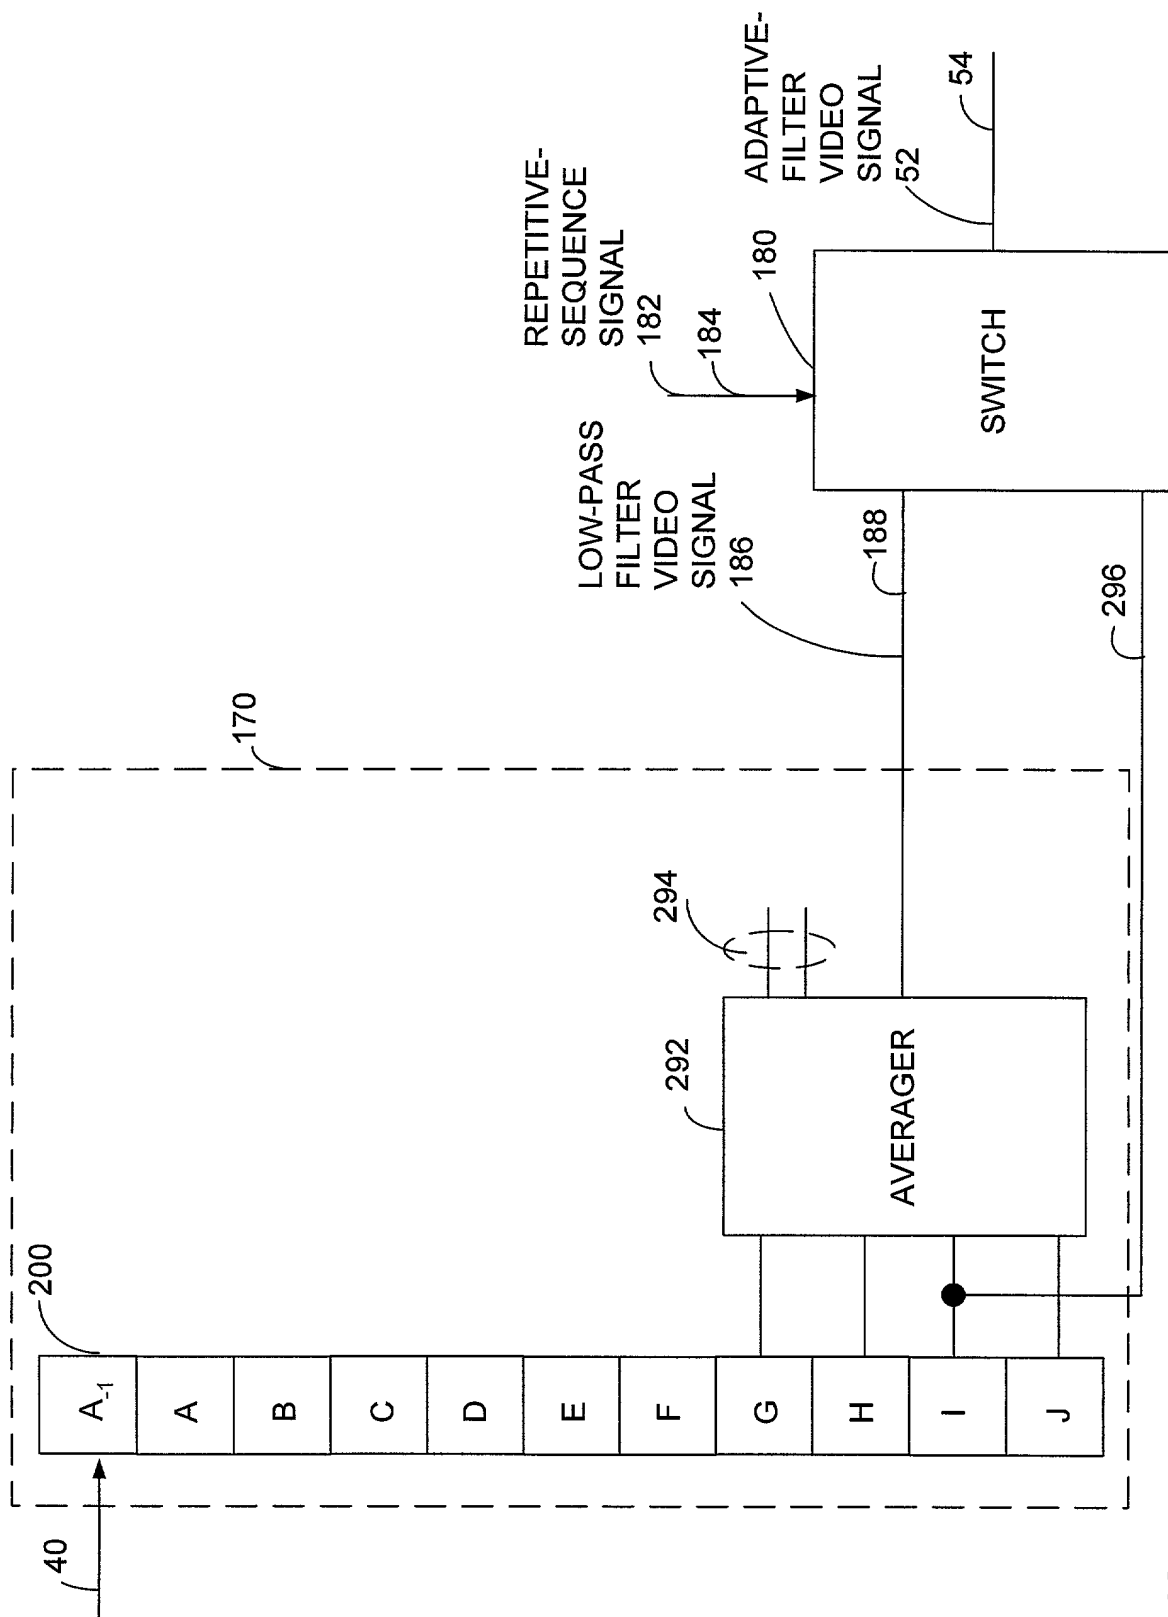 40
200
A-1
A
B
C
D
E
F
G
H
I
J
170
292
AVERAGER
294
LOW-PASS
FILTER
VIDEO
SIGNAL
186
188
296
REPETITIVE-
SEQUENCE
SIGNAL
182
184
180
SWITCH
ADAPTIVE-
FILTER
VIDEO
SIGNAL
52
54